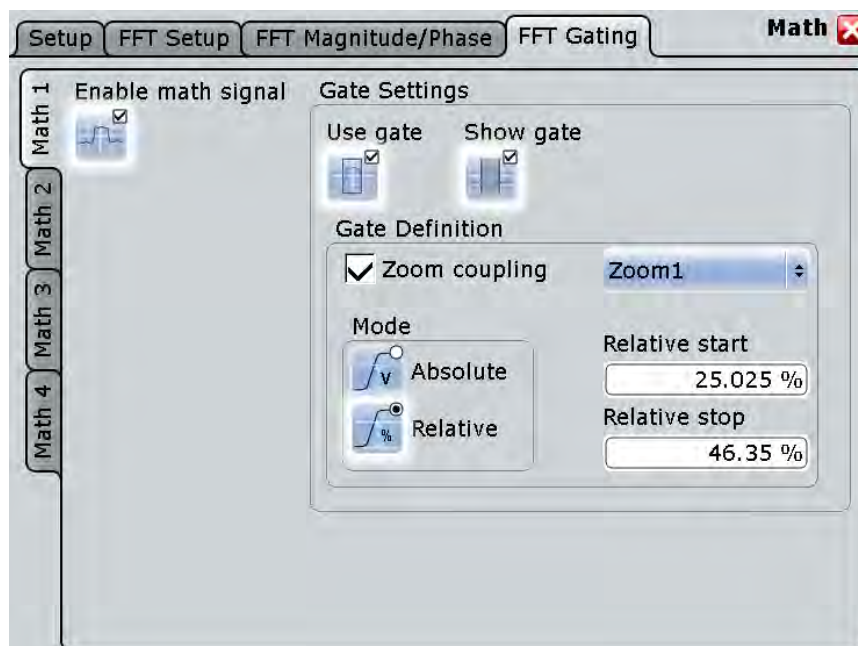 Setup
FFT Setup
FFT Magnitude/Phase
FFT Gating
Math
Math 1
Math 2
Math 3
Math 4
Enable math signal
Gate Settings
Use gate
Show gate
Gate Definition
Zoom coupling
Zoom1
Mode
V
Absolute
%
Relative
Relative start
25.025 %
Relative stop
46.35 %